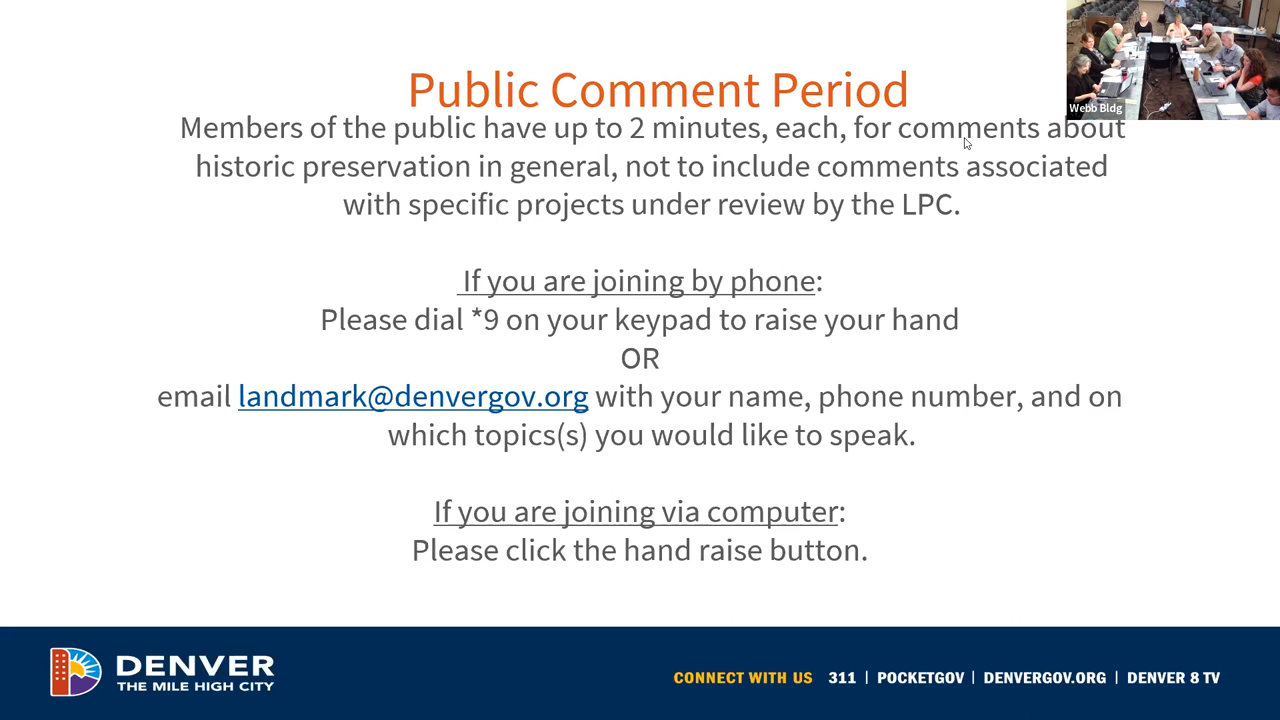 Webb Bldg
Public Comment Period
Members of the public have up to 2 minutes, each, for comments about
historic preservation in general, not to include comments associated
with specific projects under review by the LPC.
If you are joining by phone:
Please dial *9 on your keypad to raise your hand
OR
email landmark@denvergov.org with your name, phone number, and on
which topics(s) you would like to speak.
If you are joining via computer:
Please click the hand raise button.
DENVER
THE MILE HIGH CITY
CONNECT WITH US 311 | POCKETGOV | DENVERGOV.ORG | DENVER 8 TV